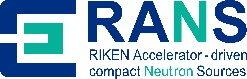 RANS
RIKEN Accelerator-driven
compact Neutron Sources